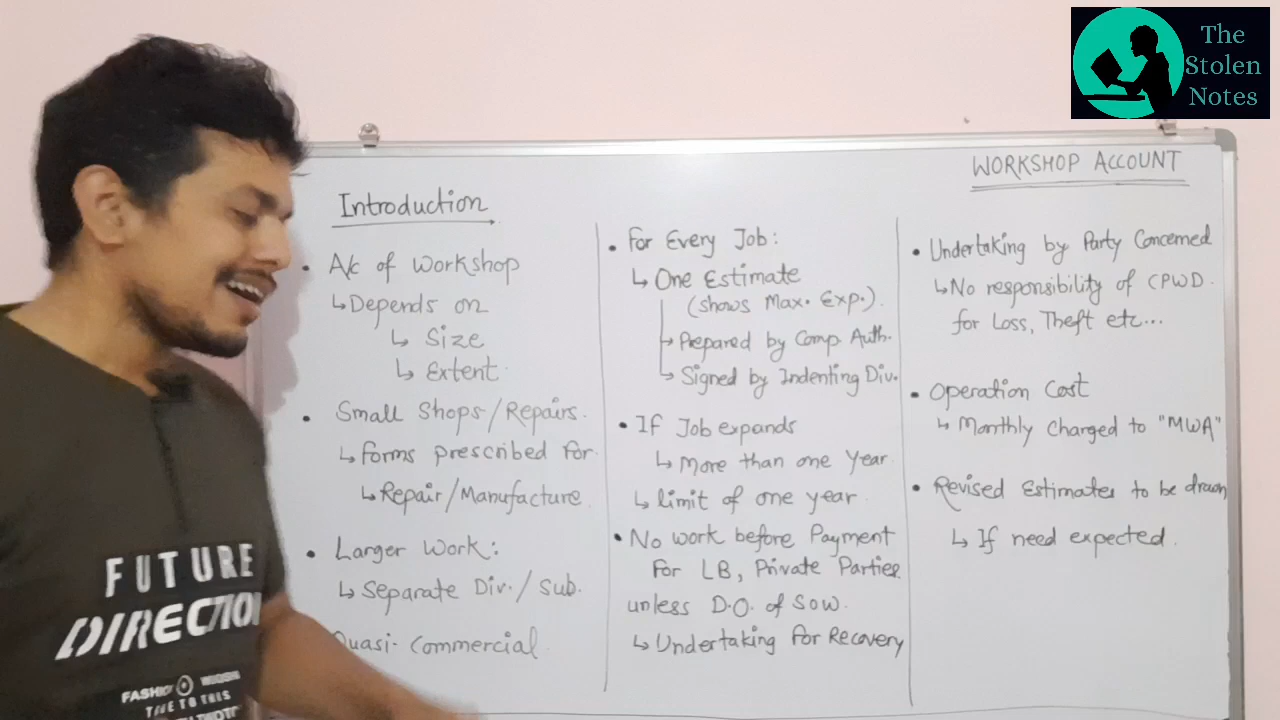 The
Stolen
Notes
WORKSHOP ACCOUNT
Introduction
• A/c of Workshop
↳ Depends on
↳ Size
↳ Extent
• Small Shops/Repairs.
↳ forms prescribed for
↳ Repair/Manufacture
• Larger Work:
↳ Separate Div./Sub.
Quasi-Commercial
• For Every Job:
↳ One Estimate
(Shows Max. Exp.).
→ Prepared by Comp. Auth.
↳ Signed by Indenting Div.
• If Job expands
↳ More than one Year
↳ limit of one year.
• No work before Payment
For LB, Private Parties
unless D.O. of SOW.
↳ Undertaking for Recovery
• Undertaking by Party Concerned
↳ No responsibility of CPWD.
for Loss, Theft etc...
• Operation Cost
↳ Monthly Charged to "MWA"
• Revised Estimates to be drawn
↳ If need expected.
FUTURE
DIRECTION
FASHION